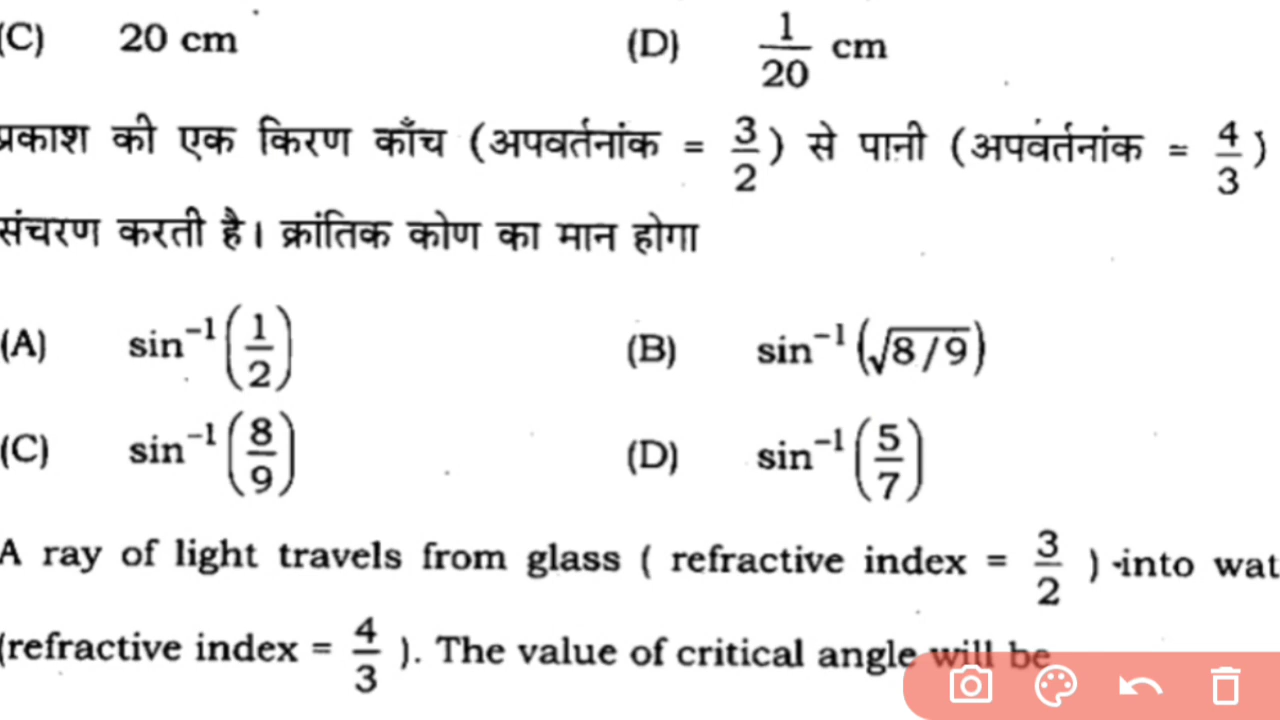 (C) 20 cm (D) 1/20 cm
प्रकाश की एक किरण काँच (अपवर्तनांक = 3/2) से पानी (अपवर्तनांक = 4/3)
संचरण करती है। क्रांतिक कोण का मान होगा
(A) sin⁻¹(1/2) (B) sin⁻¹(√8/9)
(C) sin⁻¹(8/9) (D) sin⁻¹(5/7)
A ray of light travels from glass ( refractive index = 3/2 ) into wat
(refractive index = 4/3 ). The value of critical angle will be